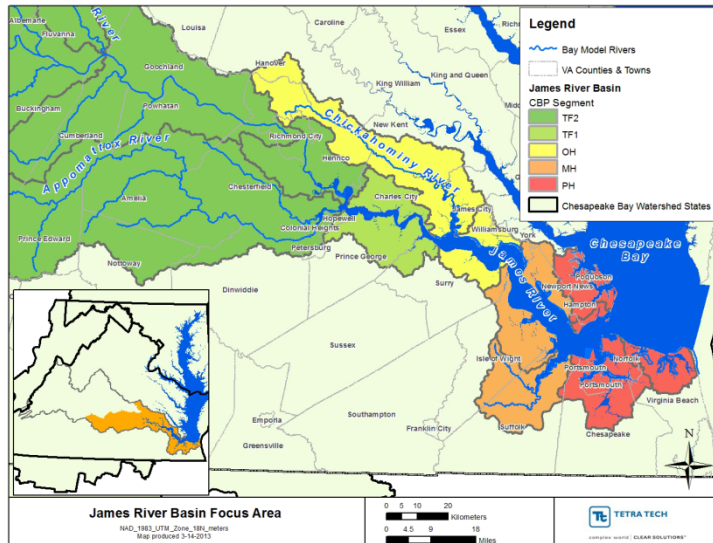 Albemarle
Fluvanna
Louisa
Caroline
Essex
River
Goochland
Hanover
King William
King and Queen
Buckingham
Powhatan
Cumberland
Richmond City
New Kent
Chickahominy River
Henrico
Appomattox River
Chesterfield
Charles City
James City
Amelia
Hopewell
Colonial Heights
Williamsburg
York
Chesapeake
Bay
Prince Edward
Petersburg
Prince George
James River
Nottoway
Surry
Poquoson
Newport News
Hampton
Dinwiddie
Sussex
Isle of Wight
Norfolk
Portsmouth
Portsmouth
Virginia Beach
Southampton
Emporia
Franklin City
Suffolk
Chesapeake
Greensville
N
Legend
Bay Model Rivers
VA Counties & Towns
James River Basin
CBP Segment
TF2
TF1
OH
MH
PH
Chesapeake Bay Watershed States
James River Basin Focus Area
NAD_1983_UTM_Zone_18N_meters
Map produced 3-14-2013
0 5 10 20
Kilometers
0 4.5 9 18
Miles
Tt
TETRA TECH
complex world | CLEAR SOLUTIONS™